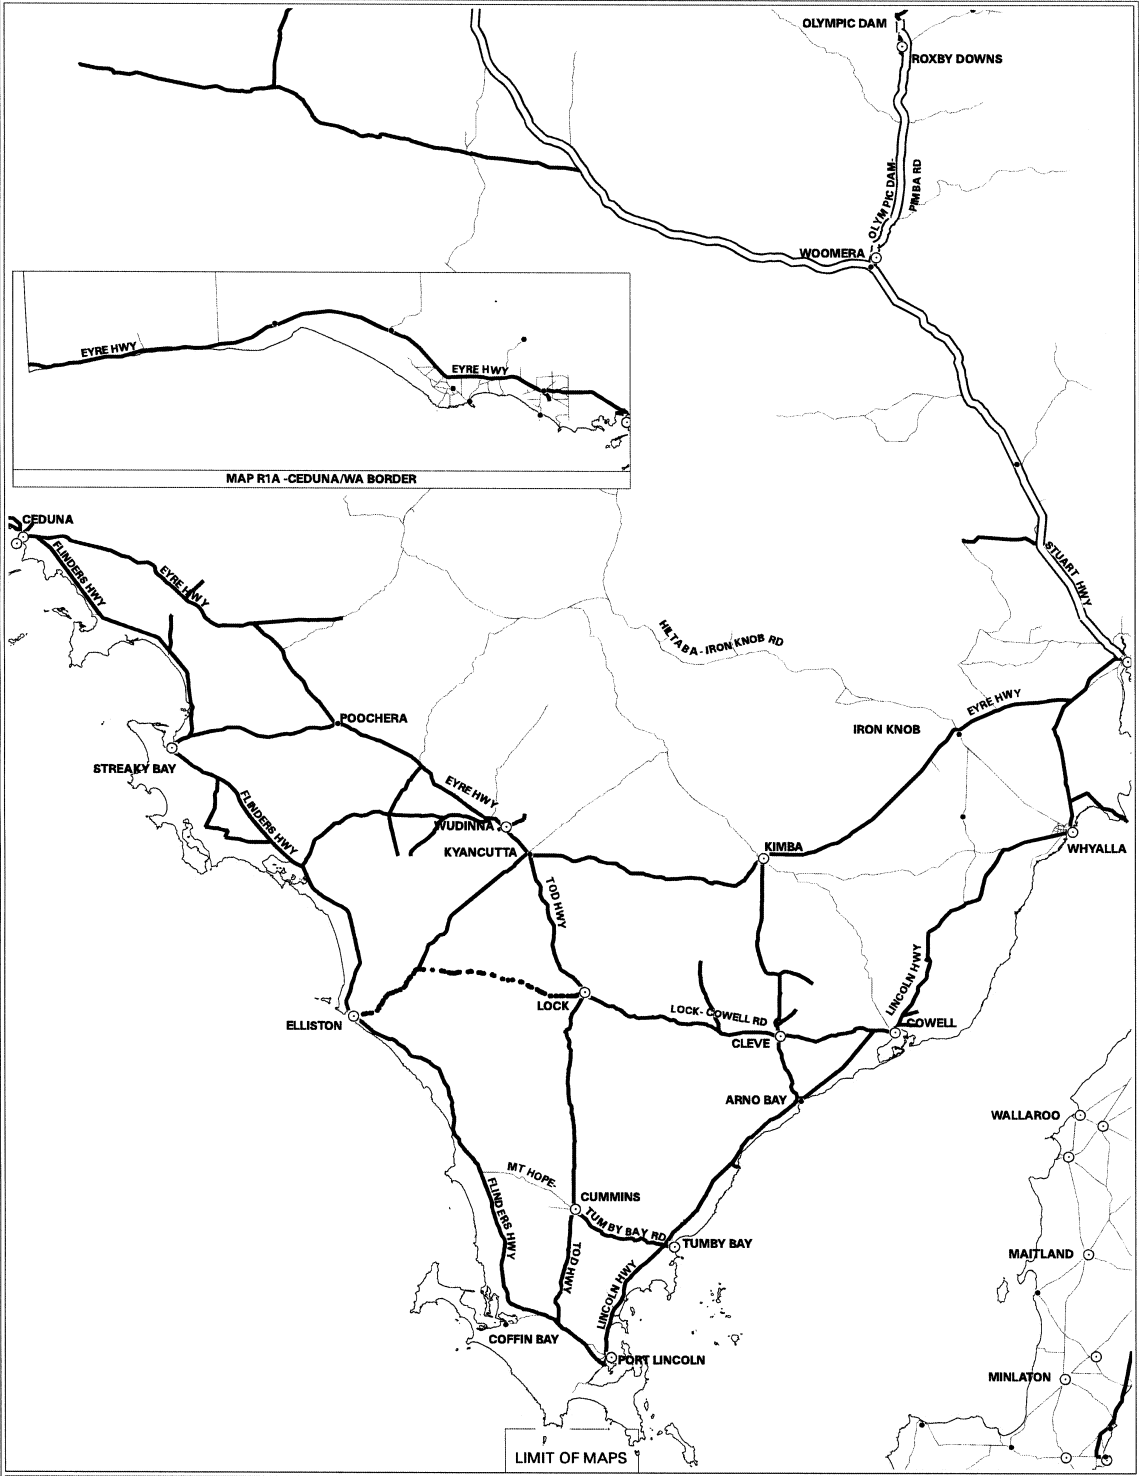 OLYMPIC DAM
ROXBY DOWNS
OLYMPIC DAM-
PIMBA RD
WOOMERA
EYRE HWY
EYRE HWY
MAP R1A -CEDUNA/WA BORDER
CEDUNA
FLINDERS HWY
EYRE HWY
STUART HWY
HILTABA - IRON KNOB RD
EYRE HWY
POOCHERA
IRON KNOB
STREAKY BAY
FLINDERS HWY
EYRE HWY
WUDINNA
KYANCUTTA
KIMBA
WHYALLA
TOD HWY
LINCOLN HWY
LOCK
LOCK- COWELL RD
ELLISTON
COWELL
CLEVE
ARNO BAY
WALLAROO
MT HOPE-
CUMMINS
TUMBY BAY RD
FLINDERS HWY
TUMBY BAY
TOD HWY
MAITLAND
LINCOLN HWY
COFFIN BAY
PORT LINCOLN
MINLATON
LIMIT OF MAPS